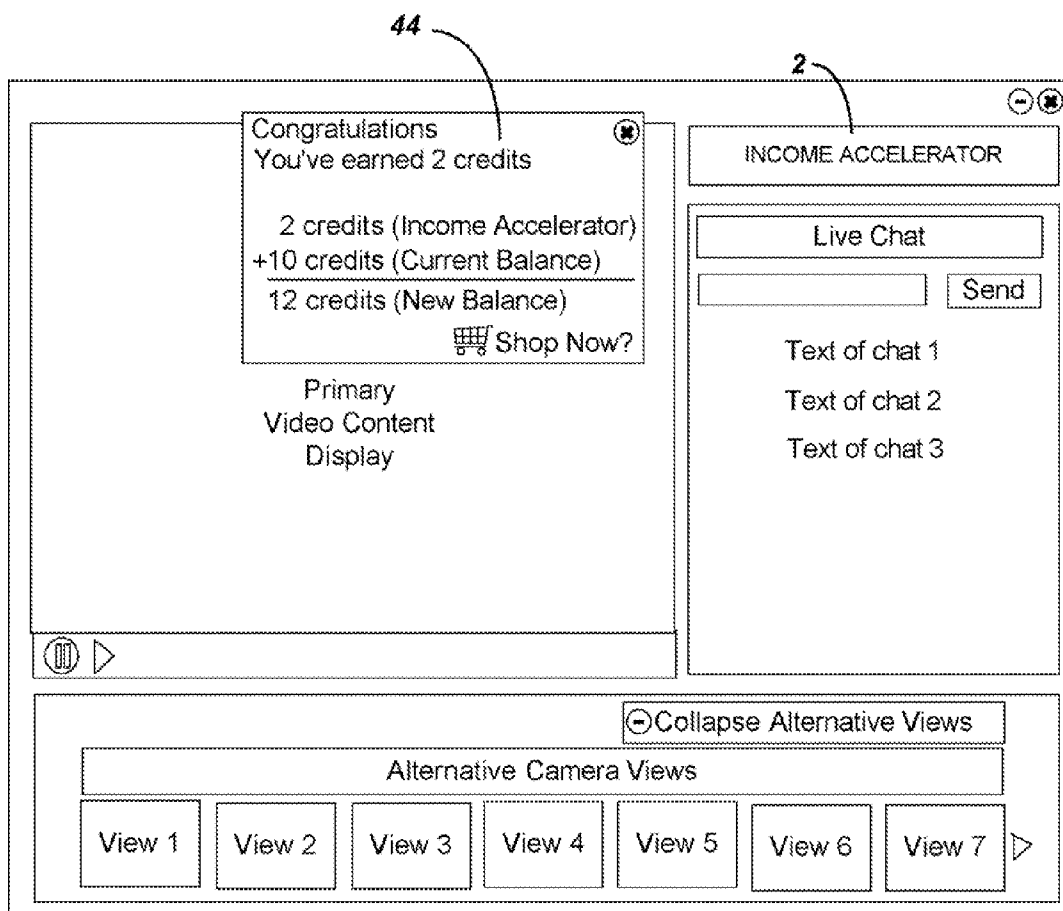 44
2
Congratulations
You've earned 2 credits
2 credits (Income Accelerator)
+10 credits (Current Balance)
12 credits (New Balance)
Shop Now?
Primary
Video Content
Display
INCOME ACCELERATOR
Live Chat
Send
Text of chat 1
Text of chat 2
Text of chat 3
Collapse Alternative Views
Alternative Camera Views
View 1 View 2 View 3 View 4 View 5 View 6 View 7